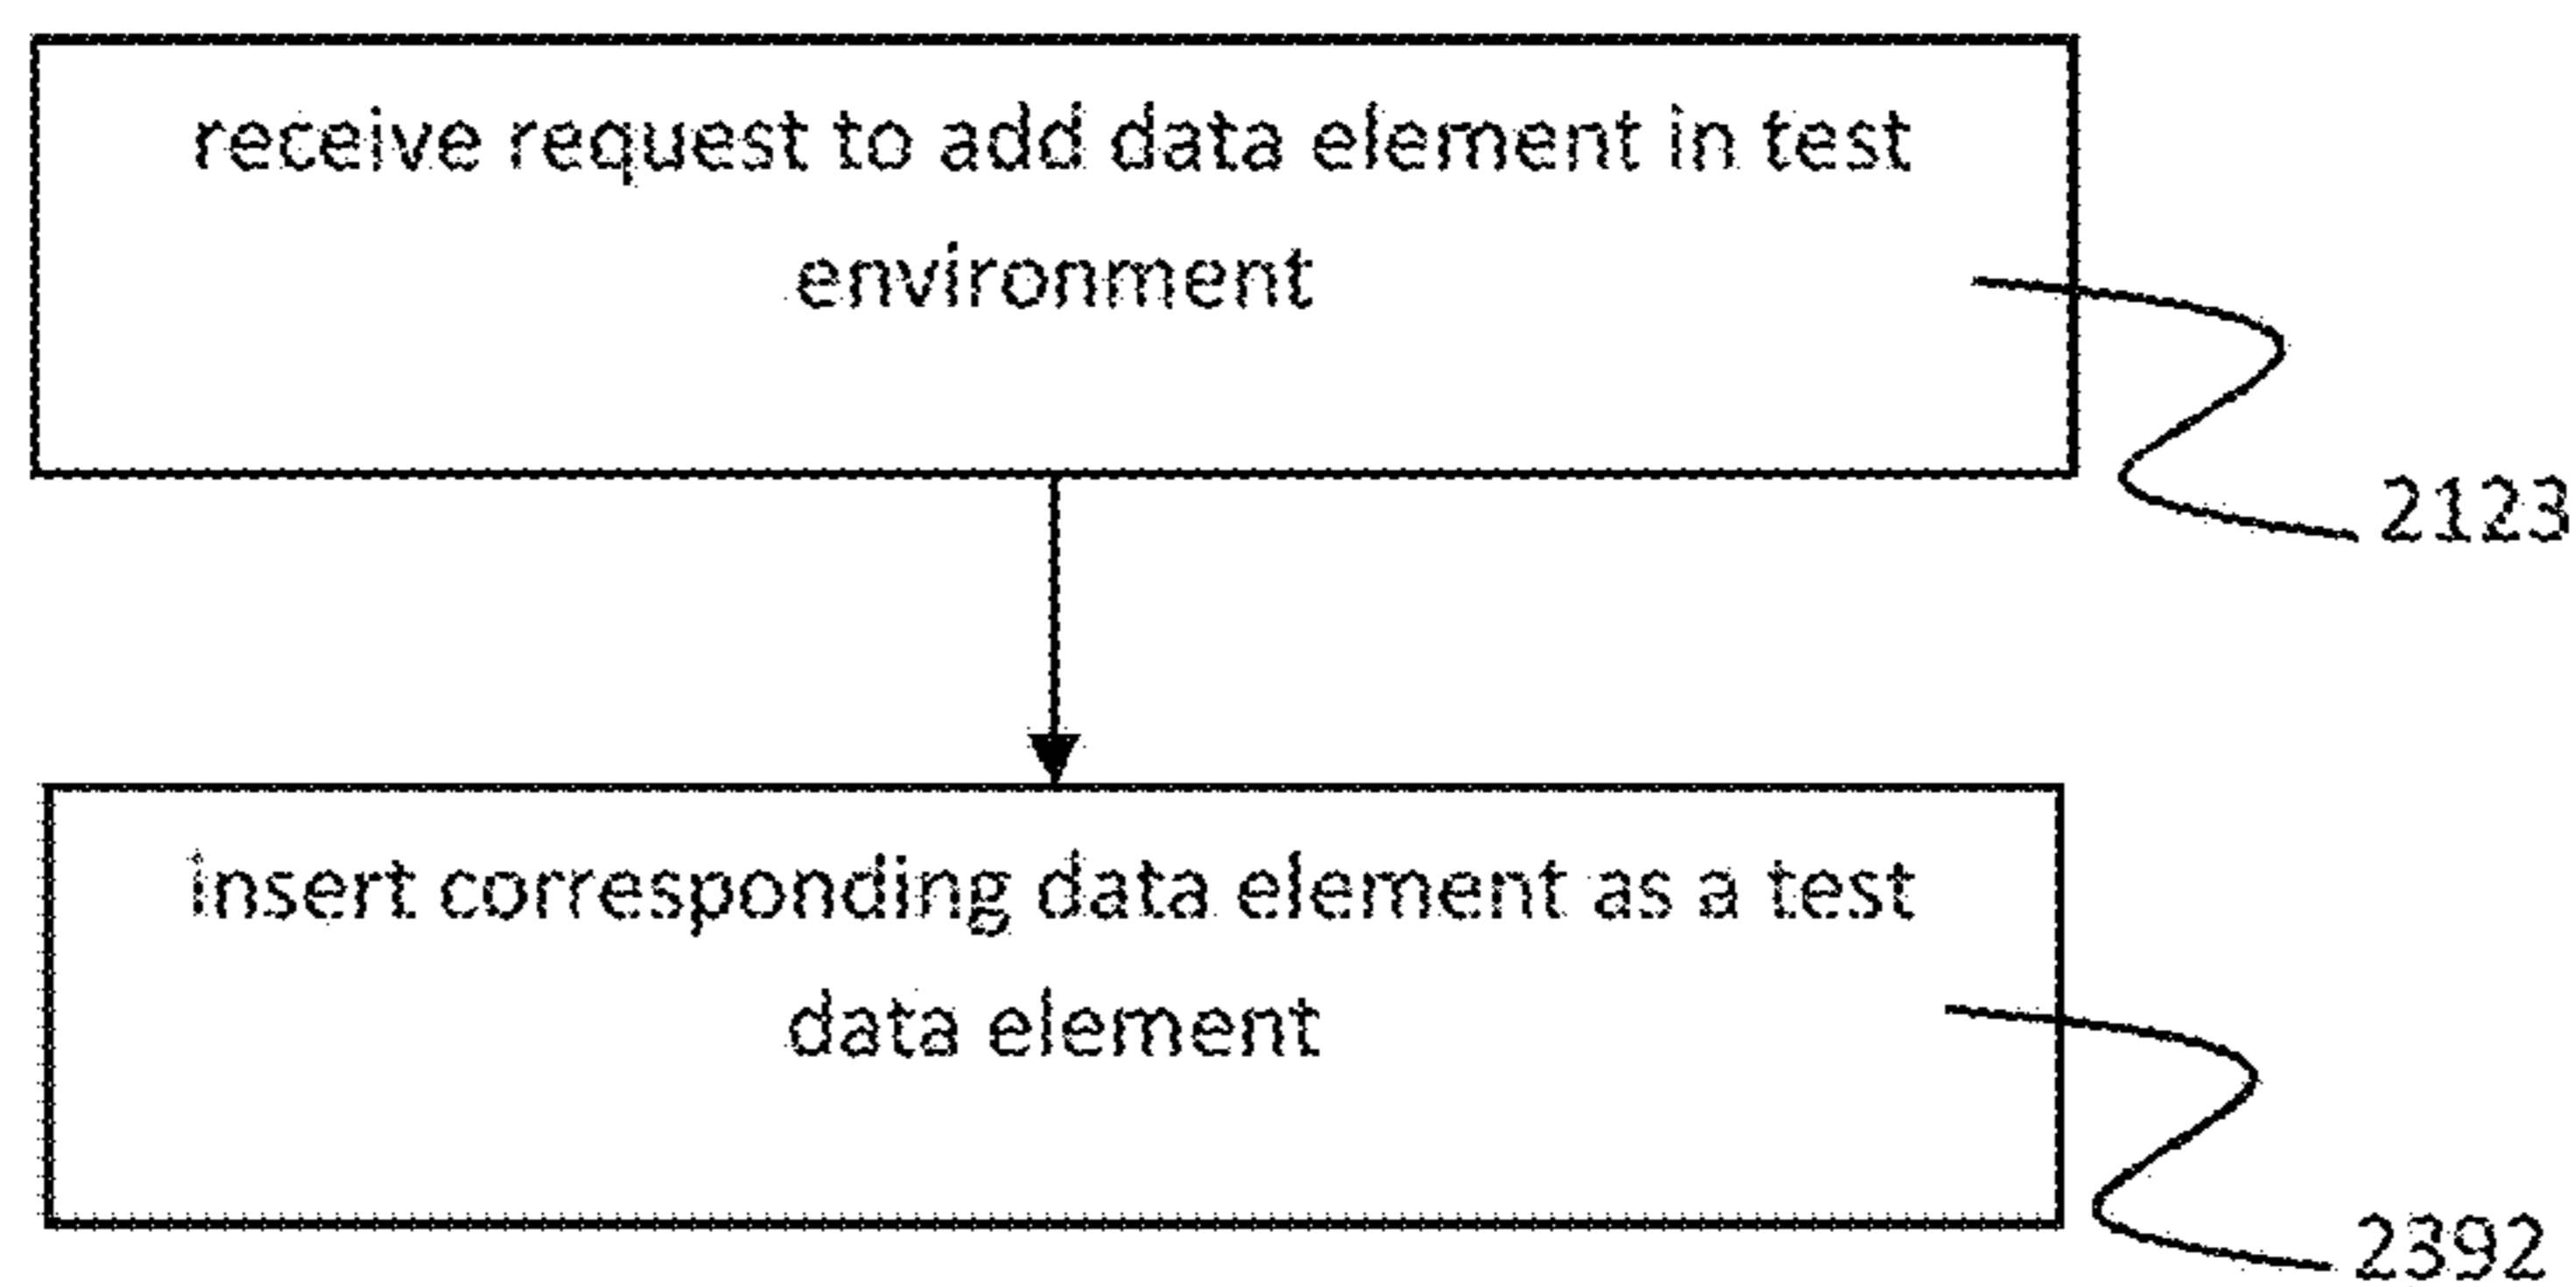 receive request to add data element in test
environment
2123
insert corresponding data element as a test
data element
2392